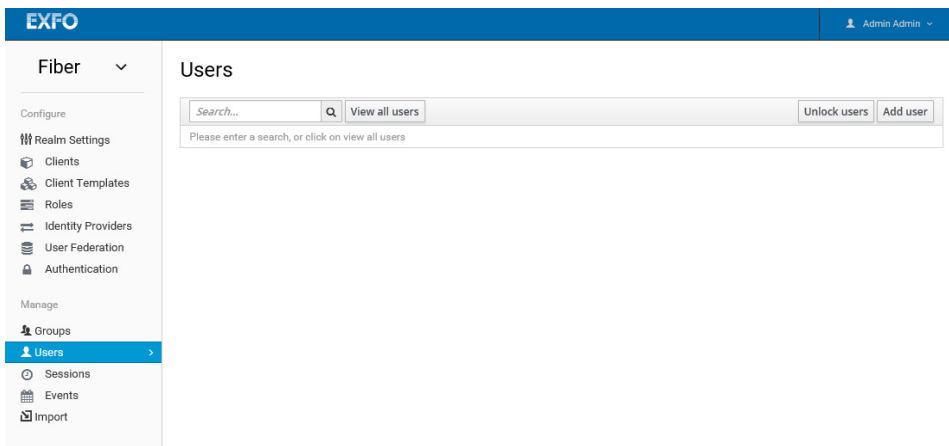 EXFO
Admin Admin
Fiber
Users
Configure
Search...
View all users
Unlock users
Add user
Please enter a search, or click on view all users
Realm Settings
Clients
Client Templates
Roles
Identity Providers
User Federation
Authentication
Manage
Groups
Users
Sessions
Events
Import